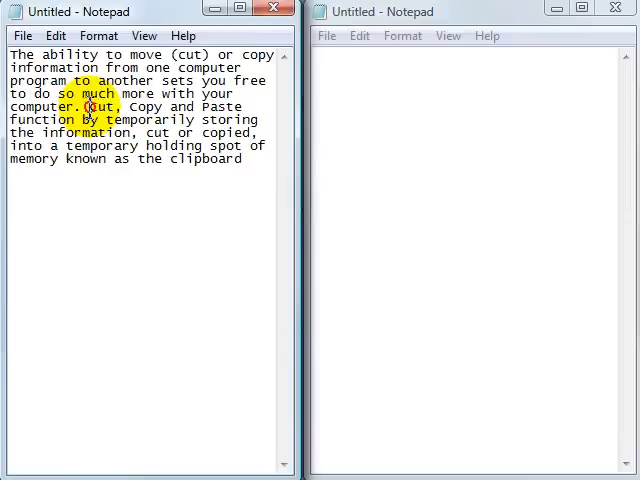 Untitled - Notepad
File Edit Format View Help
The ability to move (cut) or copy
information from one computer
program to another sets you free
to do so much more with your
computer. Cut, Copy and Paste
function by temporarily storing
the information, cut or copied,
into a temporary holding spot of
memory known as the clipboard
Untitled - Notepad
File Edit Format View Help